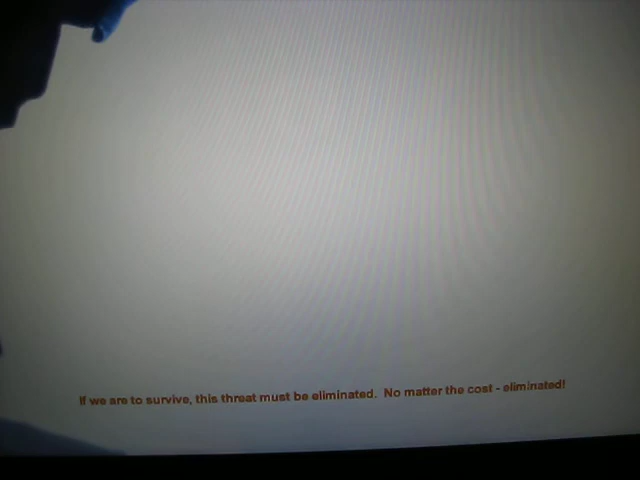 If we are to survive, this threat must be eliminated.  No matter the cost - eliminated!